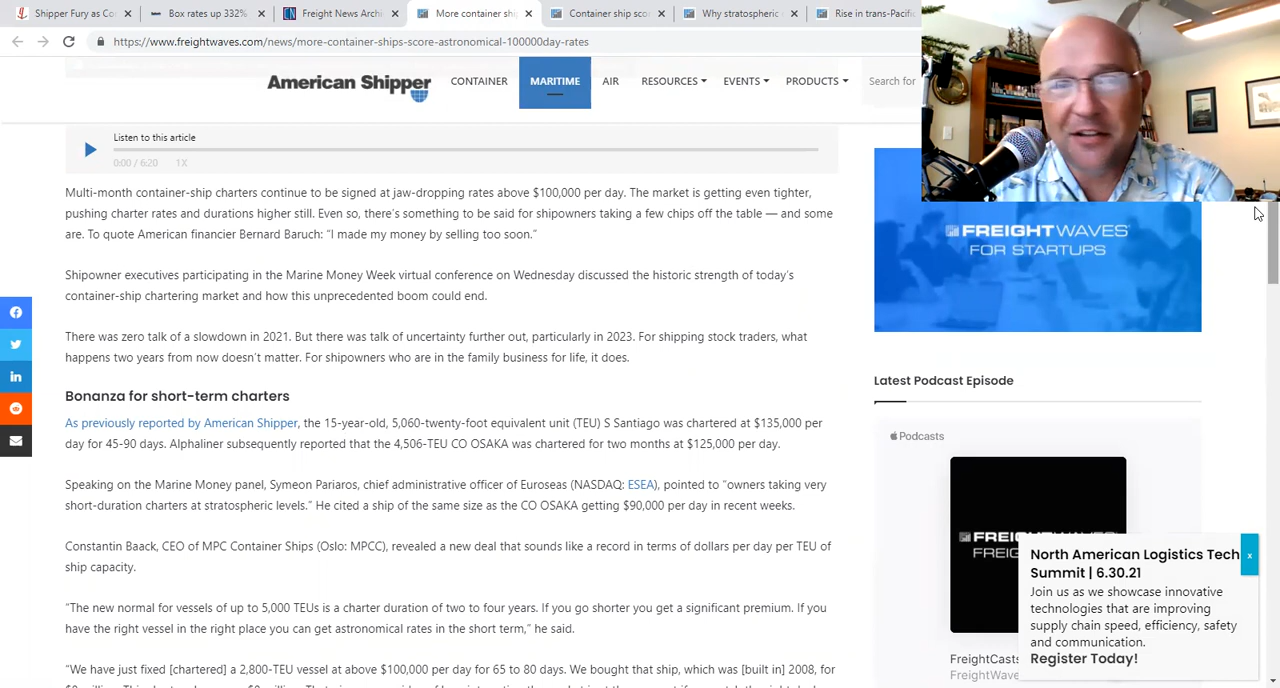 Shipper Fury as Co
Box rates up 332%
Freight News Archi
More container ship
Container ship sco
Why stratospheric
Rise in trans-Pacific
https://www.freightwaves.com/news/more-container-ships-score-astronomical-100000day-rates
American Shipper
CONTAINER
MARITIME
AIR
RESOURCES
EVENTS
PRODUCTS
Search for
Listen to this article
0:00 / 6:20 1X
Multi-month container-ship charters continue to be signed at jaw-dropping rates above $100,000 per day. The market is getting even tighter,
pushing charter rates and durations higher still. Even so, there's something to be said for shipowners taking a few chips off the table — and some
are. To quote American financier Bernard Baruch: "I made my money by selling too soon."
Shipowner executives participating in the Marine Money Week virtual conference on Wednesday discussed the historic strength of today's
container-ship chartering market and how this unprecedented boom could end.
There was zero talk of a slowdown in 2021. But there was talk of uncertainty further out, particularly in 2023. For shipping stock traders, what
happens two years from now doesn't matter. For shipowners who are in the family business for life, it does.
Bonanza for short-term charters
As previously reported by American Shipper, the 15-year-old, 5,060-twenty-foot equivalent unit (TEU) S Santiago was chartered at $135,000 per
day for 45-90 days. Alphaliner subsequently reported that the 4,506-TEU CO OSAKA was chartered for two months at $125,000 per day.
Speaking on the Marine Money panel, Symeon Pariaros, chief administrative officer of Euroseas (NASDAQ: ESEA), pointed to "owners taking very
short-duration charters at stratospheric levels." He cited a ship of the same size as the CO OSAKA getting $90,000 per day in recent weeks.
Constantin Baack, CEO of MPC Container Ships (Oslo: MPCC), revealed a new deal that sounds like a record in terms of dollars per day per TEU of
ship capacity.
"The new normal for vessels of up to 5,000 TEUs is a charter duration of two to four years. If you go shorter you get a significant premium. If you
have the right vessel in the right place you can get astronomical rates in the short term," he said.
"We have just fixed [chartered] a 2,800-TEU vessel at above $100,000 per day for 65 to 80 days. We bought that ship, which was [built in] 2008, for
FREIGHTWAVES
FOR STARTUPS
Latest Podcast Episode
Podcasts
FREIGHTWAVES
FREIGH
North American Logistics Tech
Summit | 6.30.21
Join us as we showcase innovative
technologies that are improving
supply chain speed, efficiency, safety
and communication.
Register Today!
x
FreightCasts
FreightWaves